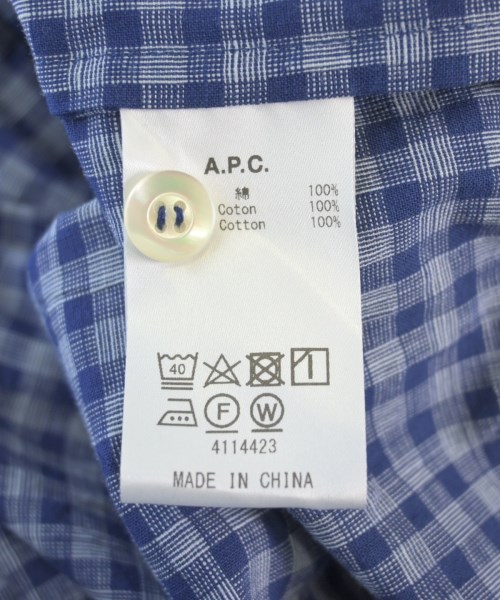 A.P.C.
綿 100%
Coton 100%
Cotton 100%
40
F W
4114423
MADE IN CHINA